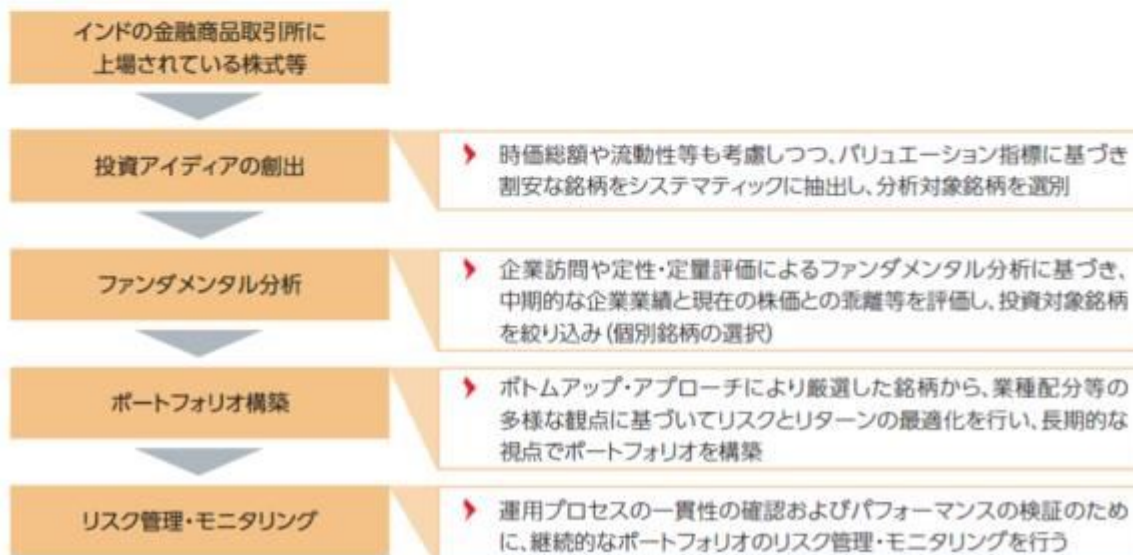 インドの金融商品取引所に
上場されている株式等
投資アイディアの創出
時価総額や流動性等も考慮しつつ、バリュエーション指標に基づき
割安な銘柄をシステマティックに抽出し、分析対象銘柄を選別
ファンダメンタル分析
企業訪問や定性・定量評価によるファンダメンタル分析に基づき、
中期的な企業業績と現在の株価との乖離等を評価し、投資対象銘柄
を絞り込み(個別銘柄の選択)
ポートフォリオ構築
ボトムアップ・アプローチにより厳選した銘柄から、業種配分等の
多様な観点に基づいてリスクとリターンの最適化を行い、長期的な
視点でポートフォリオを構築
リスク管理・モニタリング
運用プロセスの一貫性の確認およびパフォーマンスの検証のため
に、継続的なポートフォリオのリスク管理・モニタリングを行う